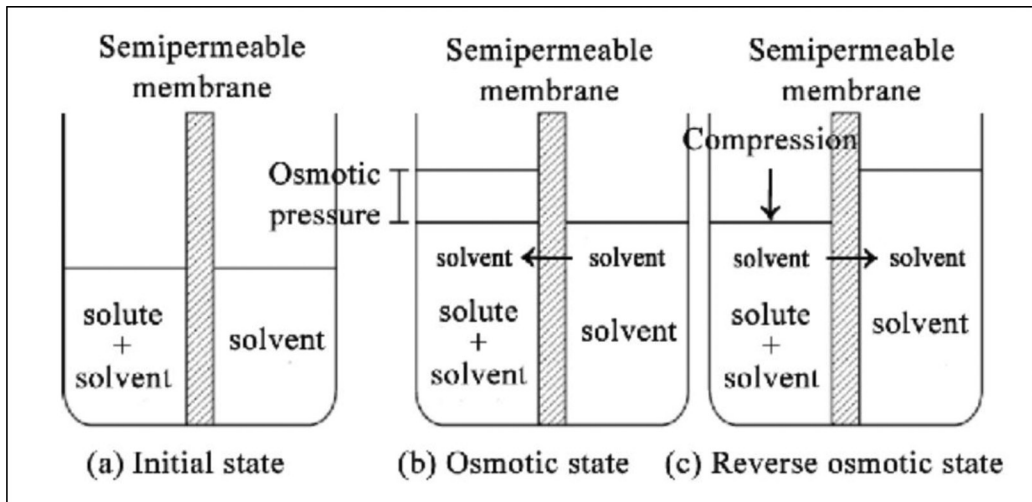 Semipermeable
membrane
Semipermeable
membrane
Semipermeable
membrane
Compression
Osmotic
pressure
solvent
solvent
solvent
solvent
solute
+
solvent
solvent
solute
+
solvent
solvent
solute
+
solvent
solvent
(a) Initial state
(b) Osmotic state
(c) Reverse osmotic state